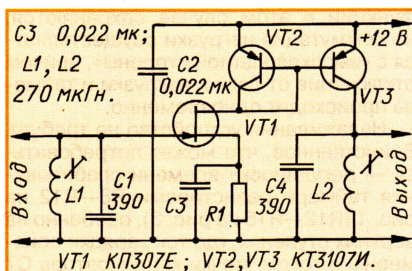 C3 0,022 мк;
L1, L2
270 мкГн.
C2
0,022 мк
VT2
+12 В
VT3
VT1
Вход
L1
C1
390
C3
R1
C4
390
L2
Выход
VT1 КП307Е; VT2, VT3 КТ3107И.